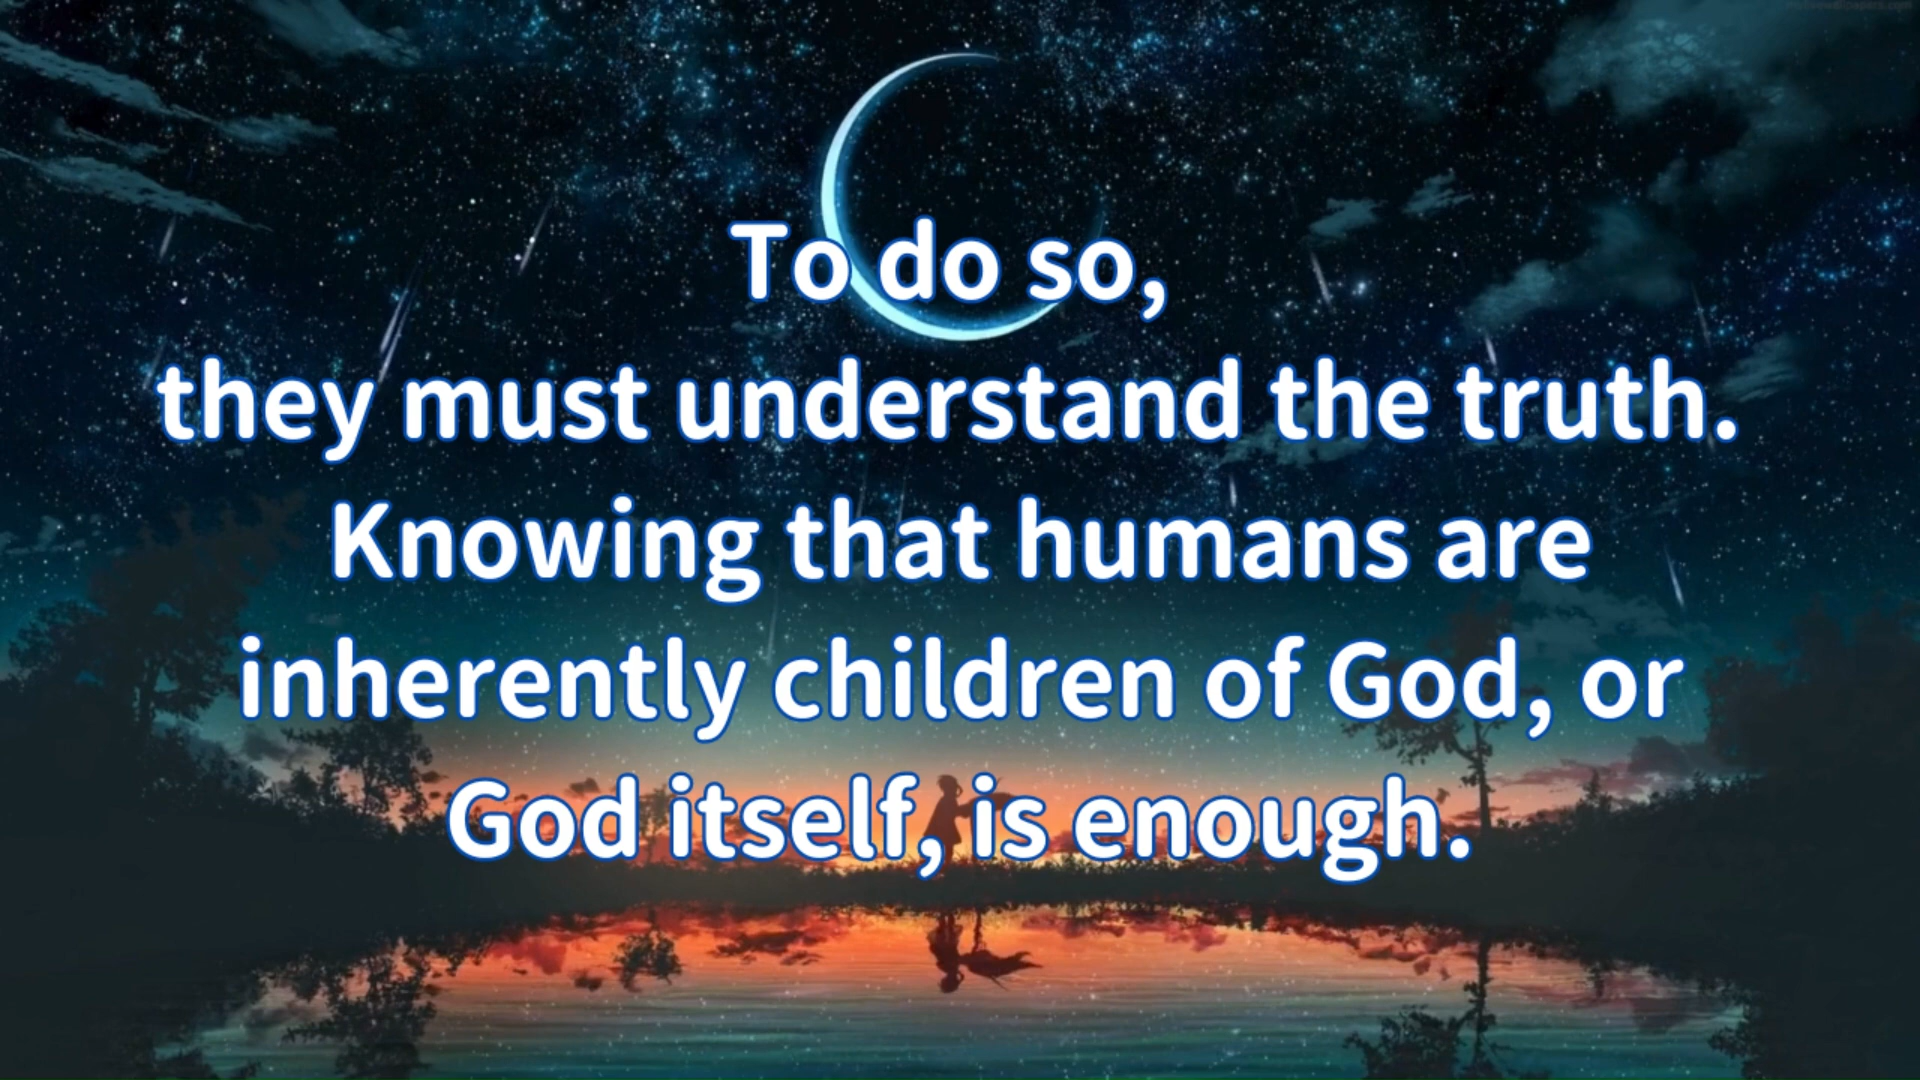 To do so,
they must understand the truth.
Knowing that humans are
inherently children of God, or
God itself, is enough.